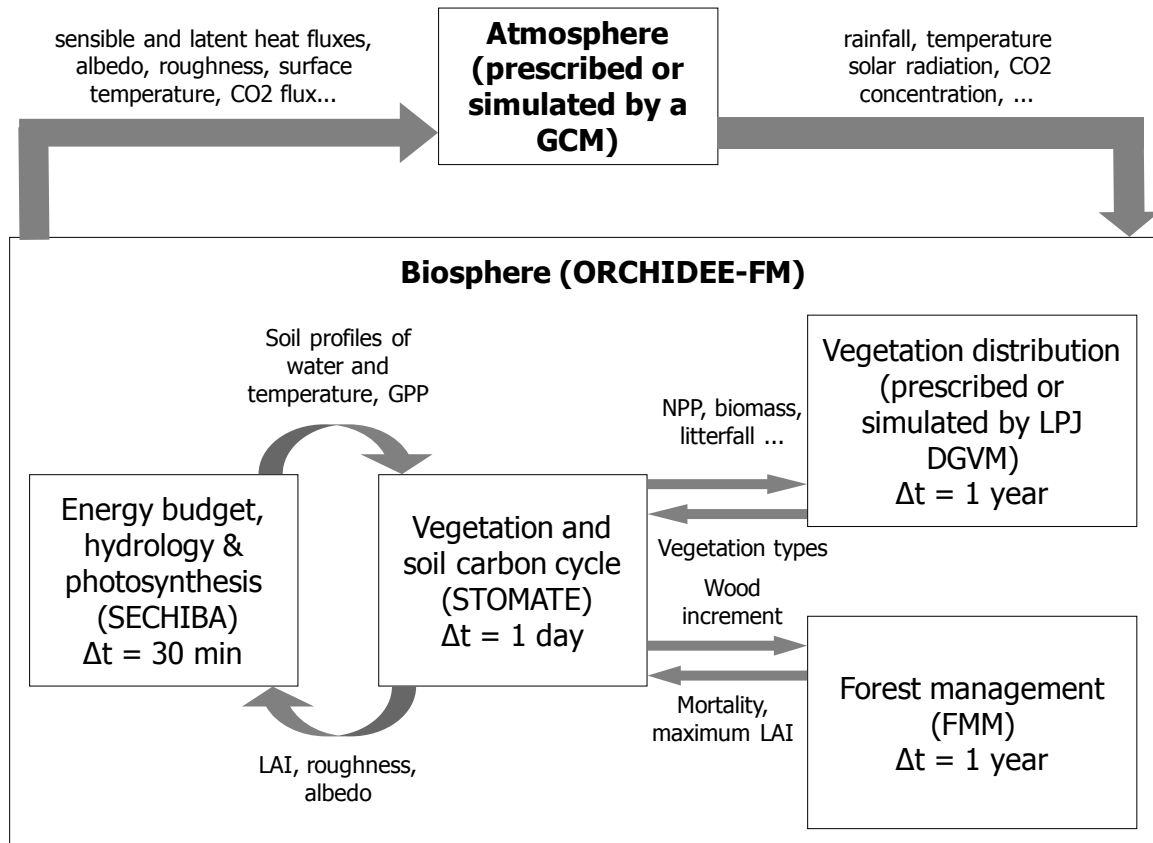 sensible and latent heat fluxes,
albedo, roughness, surface
temperature, CO2 flux...
Atmosphere
(prescribed or
simulated by a
GCM)
rainfall, temperature
solar radiation, CO2
concentration, ...
Biosphere (ORCHIDEE-FM)
Soil profiles of
water and
temperature, GPP
Energy budget,
hydrology &
photosynthesis
(SECHIBA)
Δt = 30 min
LAI, roughness,
albedo
Vegetation and
soil carbon cycle
(STOMATE)
Δt = 1 day
NPP, biomass,
litterfall ...
Vegetation types
Vegetation distribution
(prescribed or
simulated by LPJ
DGVM)
Δt = 1 year
Wood
increment
Mortality,
maximum LAI
Forest management
(FMM)
Δt = 1 year